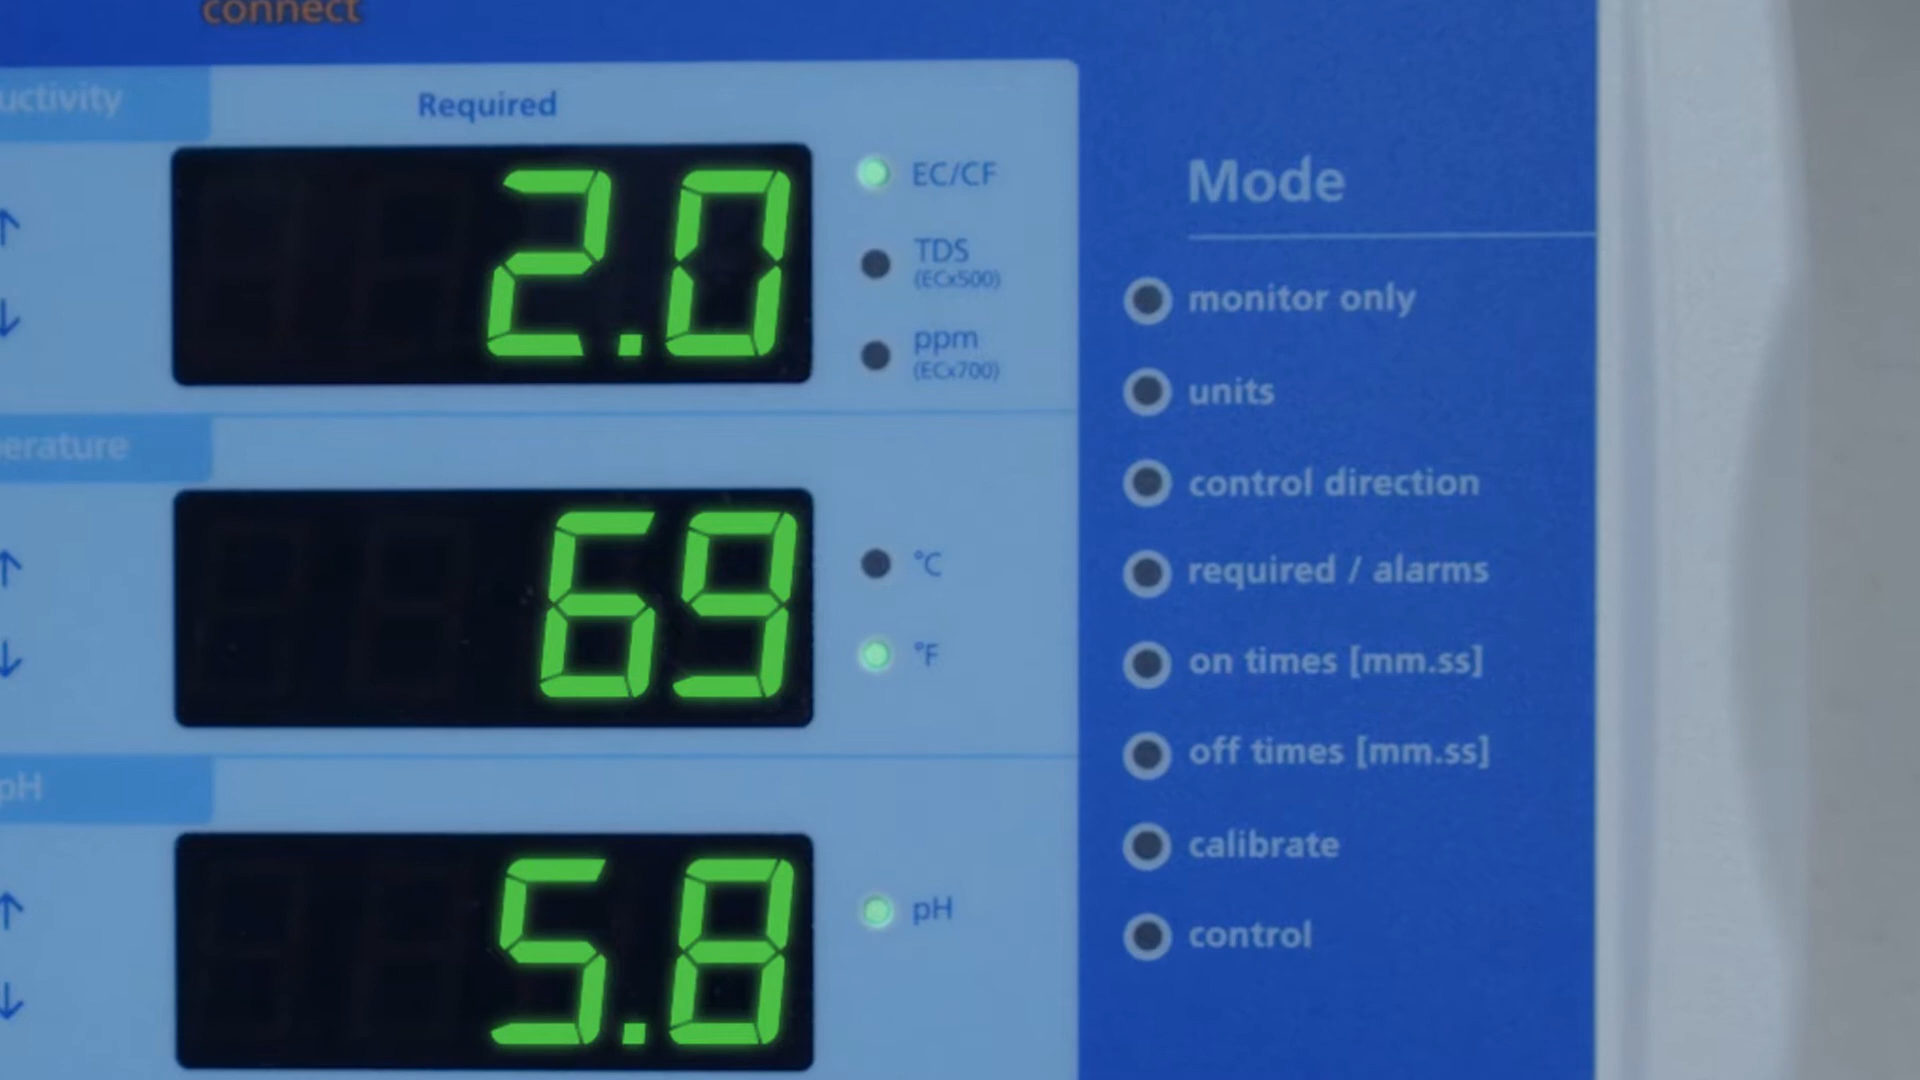 connect
uctivity
Required
2.0
EC/CF
TDS
(ECx500)
ppm
(ECx700)
erature
69
°C
°F
pH
5.8
pH
Mode
monitor only
units
control direction
required / alarms
on times [mm.ss]
off times [mm.ss]
calibrate
control